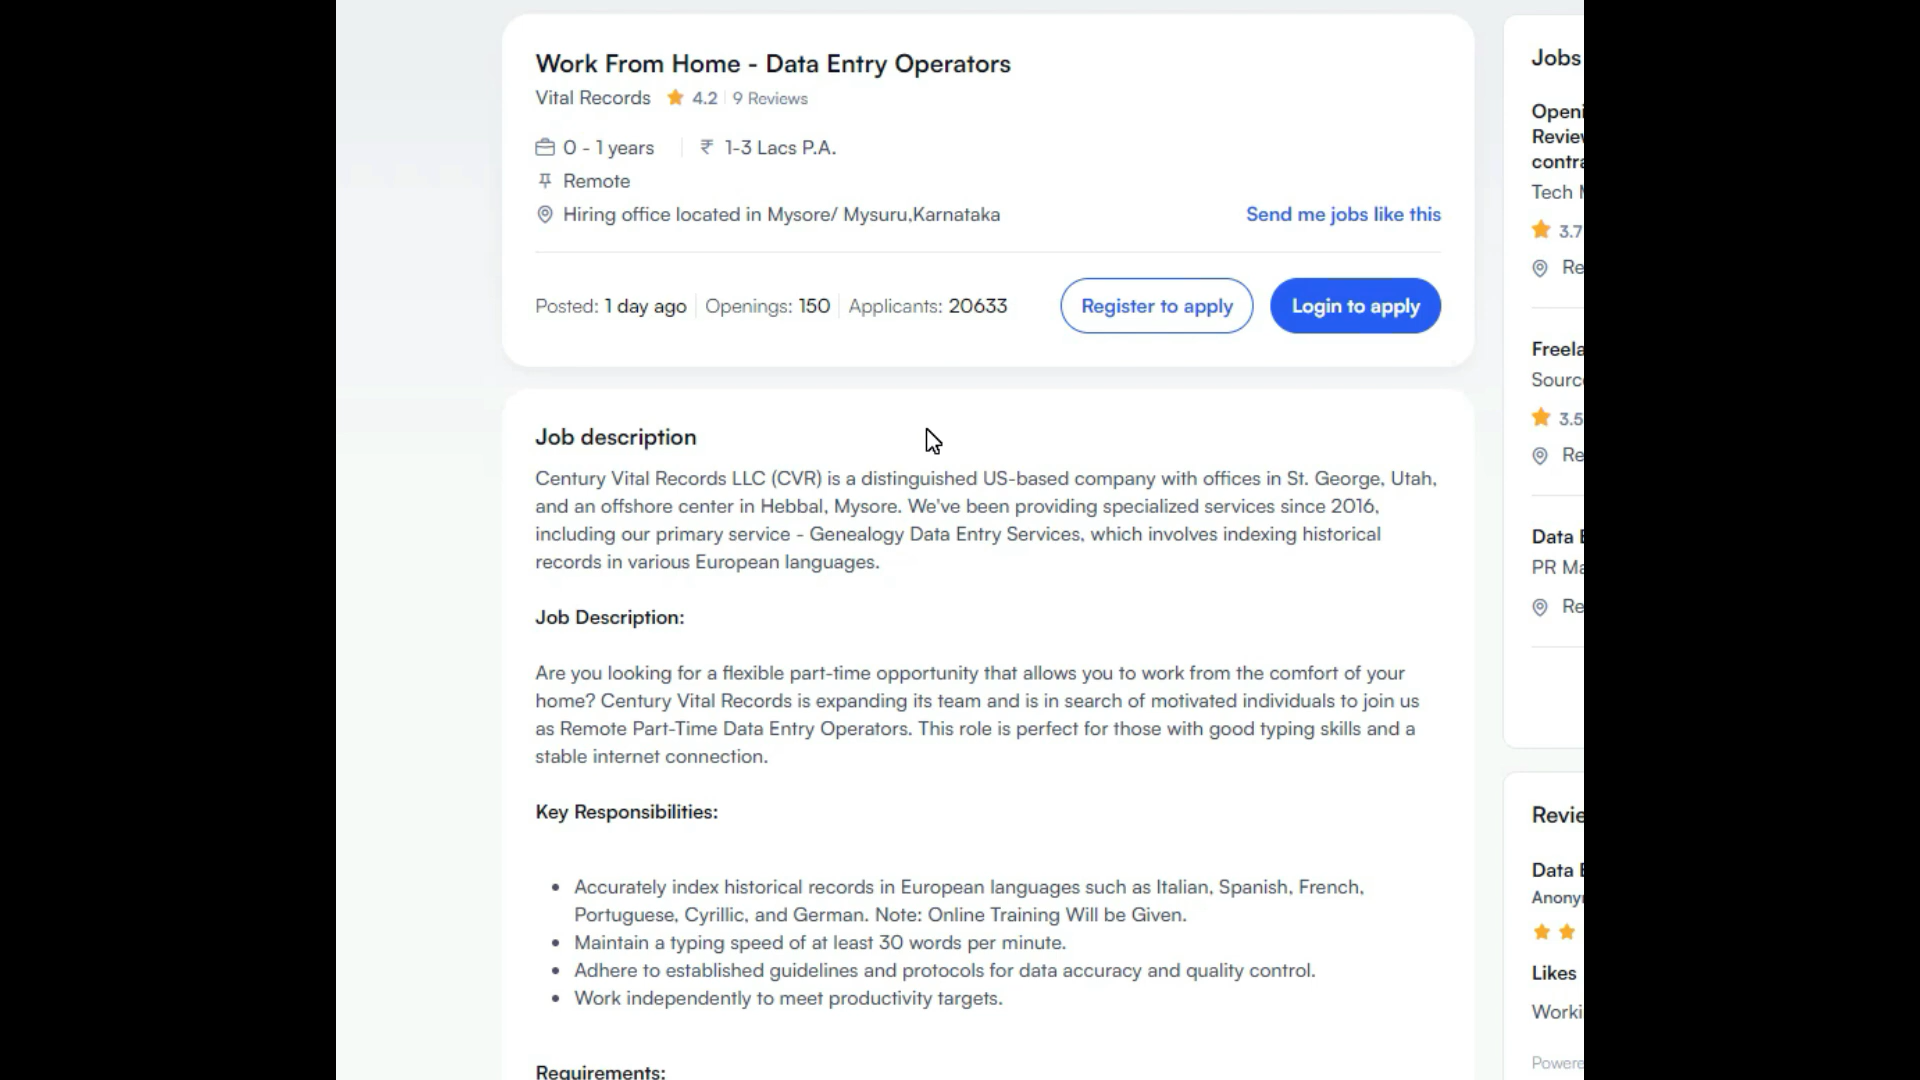 Work From Home - Data Entry Operators
Vital Records 4.2 9 Reviews
0 - 1 years ₹ 1-3 Lacs P.A.
Remote
Hiring office located in Mysore/ Mysuru,Karnataka
Send me jobs like this
Posted: 1 day ago Openings: 150 Applicants: 20633
Register to apply
Login to apply
Job description
Century Vital Records LLC (CVR) is a distinguished US-based company with offices in St. George, Utah,
and an offshore center in Hebbal, Mysore. We've been providing specialized services since 2016,
including our primary service - Genealogy Data Entry Services, which involves indexing historical
records in various European languages.
Job Description:
Are you looking for a flexible part-time opportunity that allows you to work from the comfort of your
home? Century Vital Records is expanding its team and is in search of motivated individuals to join us
as Remote Part-Time Data Entry Operators. This role is perfect for those with good typing skills and a
stable internet connection.
Key Responsibilities:
Accurately index historical records in European languages such as Italian, Spanish, French,
Portuguese, Cyrillic, and German. Note: Online Training Will be Given.
Maintain a typing speed of at least 30 words per minute.
Adhere to established guidelines and protocols for data accuracy and quality control.
Work independently to meet productivity targets.
Requirements:
Jobs
Tech
3.7
3.5
Data
PR
Data
Likes